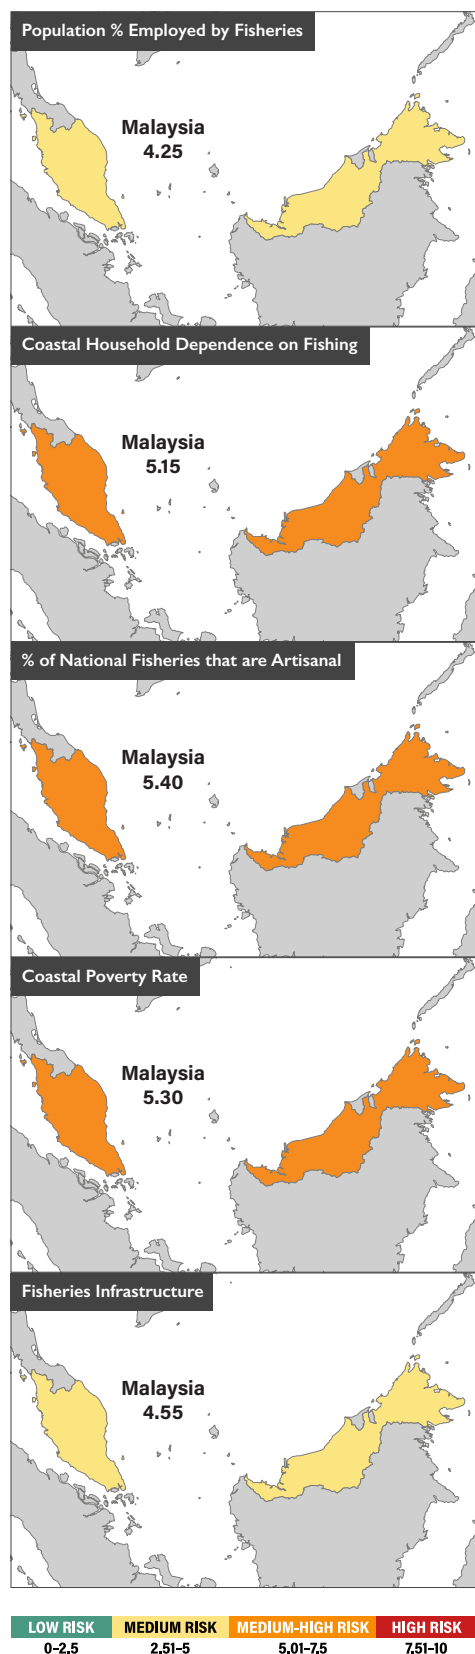 Population % Employed by Fisheries
Malaysia
4.25
Coastal Household Dependence on Fishing
Malaysia
5.15
% of National Fisheries that are Artisanal
Malaysia
5.40
Coastal Poverty Rate
Malaysia
5.30
Fisheries Infrastructure
Malaysia
4.55
LOW RISK MEDIUM RISK MEDIUM-HIGH RISK HIGH RISK
0–2.5 2.51–5 5.01–7.5 7.51–10